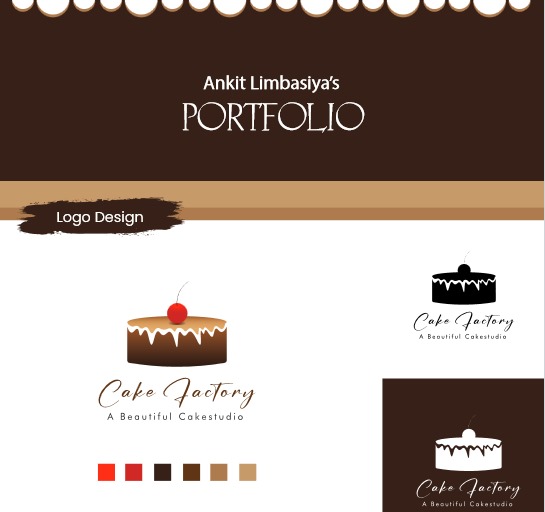 Ankit Limbasiya's
PORTFOLIO
Logo Design
Cake Factory
A Beautiful Cakestudio
Cake Factory
A Beautiful Cakestudio
Cake Factory
A Beautiful Cakestudio